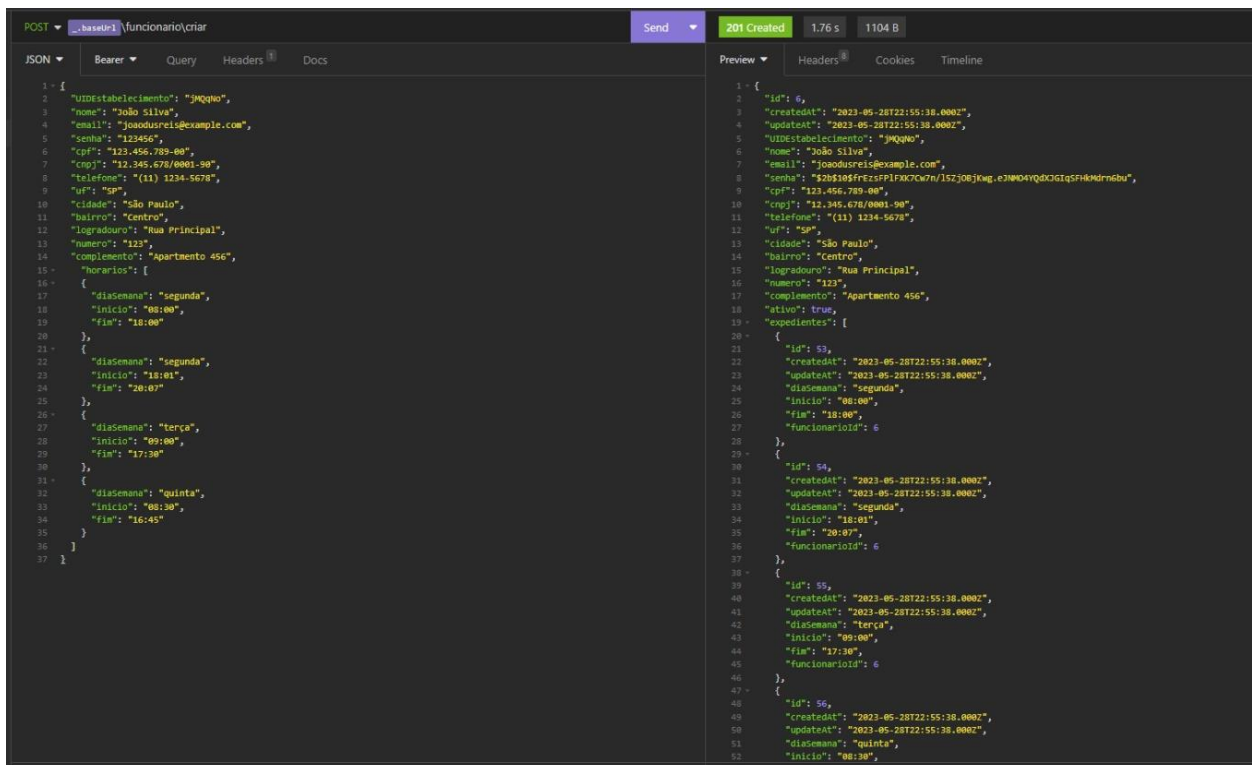 POST _.baseUrl \funcionario\criar Send 201 Created 1.76 s 1104 B
JSON Bearer Query Headers 1 Docs Preview Headers 8 Cookies Timeline
1 {
2 "UIDEstabelecimento": "jMQqNo",
3 "nome": "João Silva",
4 "email": "joaodusreis@example.com",
5 "senha": "123456",
6 "cpf": "123.456.789-00",
7 "cnpj": "12.345.678/0001-90",
8 "telefone": "(11) 1234-5678",
9 "uf": "SP",
10 "cidade": "São Paulo",
11 "bairro": "Centro",
12 "logradouro": "Rua Principal",
13 "numero": "123",
14 "complemento": "Apartmento 456",
15 "horarios": [
16 {
17 "diaSemana": "segunda",
18 "inicio": "08:00",
19 "fim": "18:00"
20 },
21 {
22 "diaSemana": "segunda",
23 "inicio": "18:01",
24 "fim": "20:07"
25 },
26 {
27 "diaSemana": "terça",
28 "inicio": "09:00",
29 "fim": "17:30"
30 },
31 {
32 "diaSemana": "quinta",
33 "inicio": "08:30",
34 "fim": "16:45"
35 }
36 ]
37 }
1 {
2 "id": 6,
3 "createdAt": "2023-05-28T22:55:38.000Z",
4 "updateAt": "2023-05-28T22:55:38.000Z",
5 "UIDEstabelecimento": "jMQqNo",
6 "nome": "João Silva",
7 "email": "joaodusreis@example.com",
8 "senha":
9 "cpf": "123.456.789-00",
10 "cnpj": "12.345.678/0001-90",
11 "telefone": "(11) 1234-5678",
12 "uf": "SP",
13 "cidade": "São Paulo",
14 "bairro": "Centro",
15 "logradouro": "Rua Principal",
16 "numero": "123",
17 "complemento": "Apartmento 456",
18 "ativo": true,
19 "expedientes": [
20 {
21 "id": 53,
22 "createdAt": "2023-05-28T22:55:38.000Z",
23 "updateAt": "2023-05-28T22:55:38.000Z",
24 "diaSemana": "segunda",
25 "inicio": "08:00",
26 "fim": "18:00",
27 "funcionarioId": 6
28 },
29 {
30 "id": 54,
31 "createdAt": "2023-05-28T22:55:38.000Z",
32 "updateAt": "2023-05-28T22:55:38.000Z",
33 "diaSemana": "segunda",
34 "inicio": "18:01",
35 "fim": "20:07",
36 "funcionarioId": 6
37 },
38 {
39 "id": 55,
40 "createdAt": "2023-05-28T22:55:38.000Z",
41 "updateAt": "2023-05-28T22:55:38.000Z",
42 "diaSemana": "terça",
43 "inicio": "09:00",
44 "fim": "17:30",
45 "funcionarioId": 6
46 },
47 {
48 "id": 56,
49 "createdAt": "2023-05-28T22:55:38.000Z",
50 "updateAt": "2023-05-28T22:55:38.000Z",
51 "diaSemana": "quinta",
52 "inicio": "08:30",